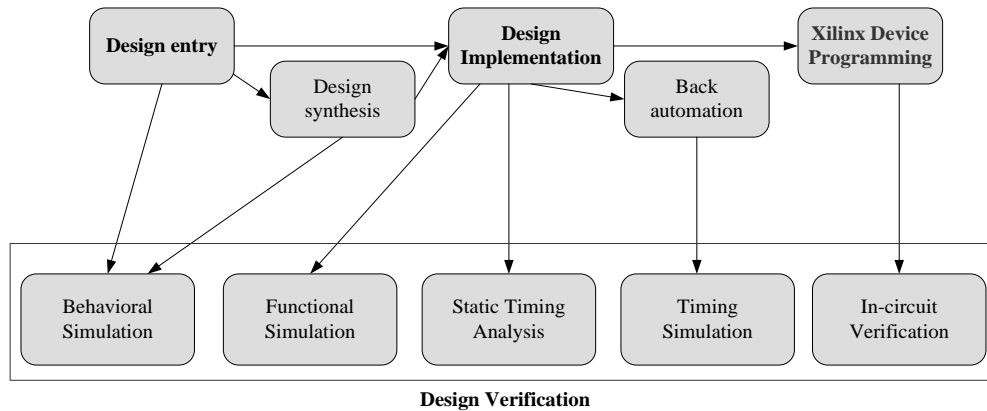 Design entry
Design
Implementation
Xilinx Device
Programming
Design
synthesis
Back
automation
Behavioral
Simulation
Functional
Simulation
Static Timing
Analysis
Timing
Simulation
In-circuit
Verification
Design Verification